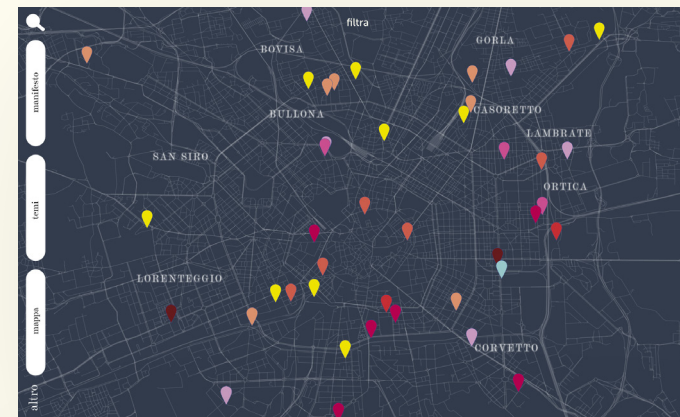 filtra
GORLA
BOVISA
manifesto
CASORETTO
BULLONA
LAMBRATE
SAN SIRO
ORTICA
temi
LORENTEGGIO
mappa
CORVETTO
altro